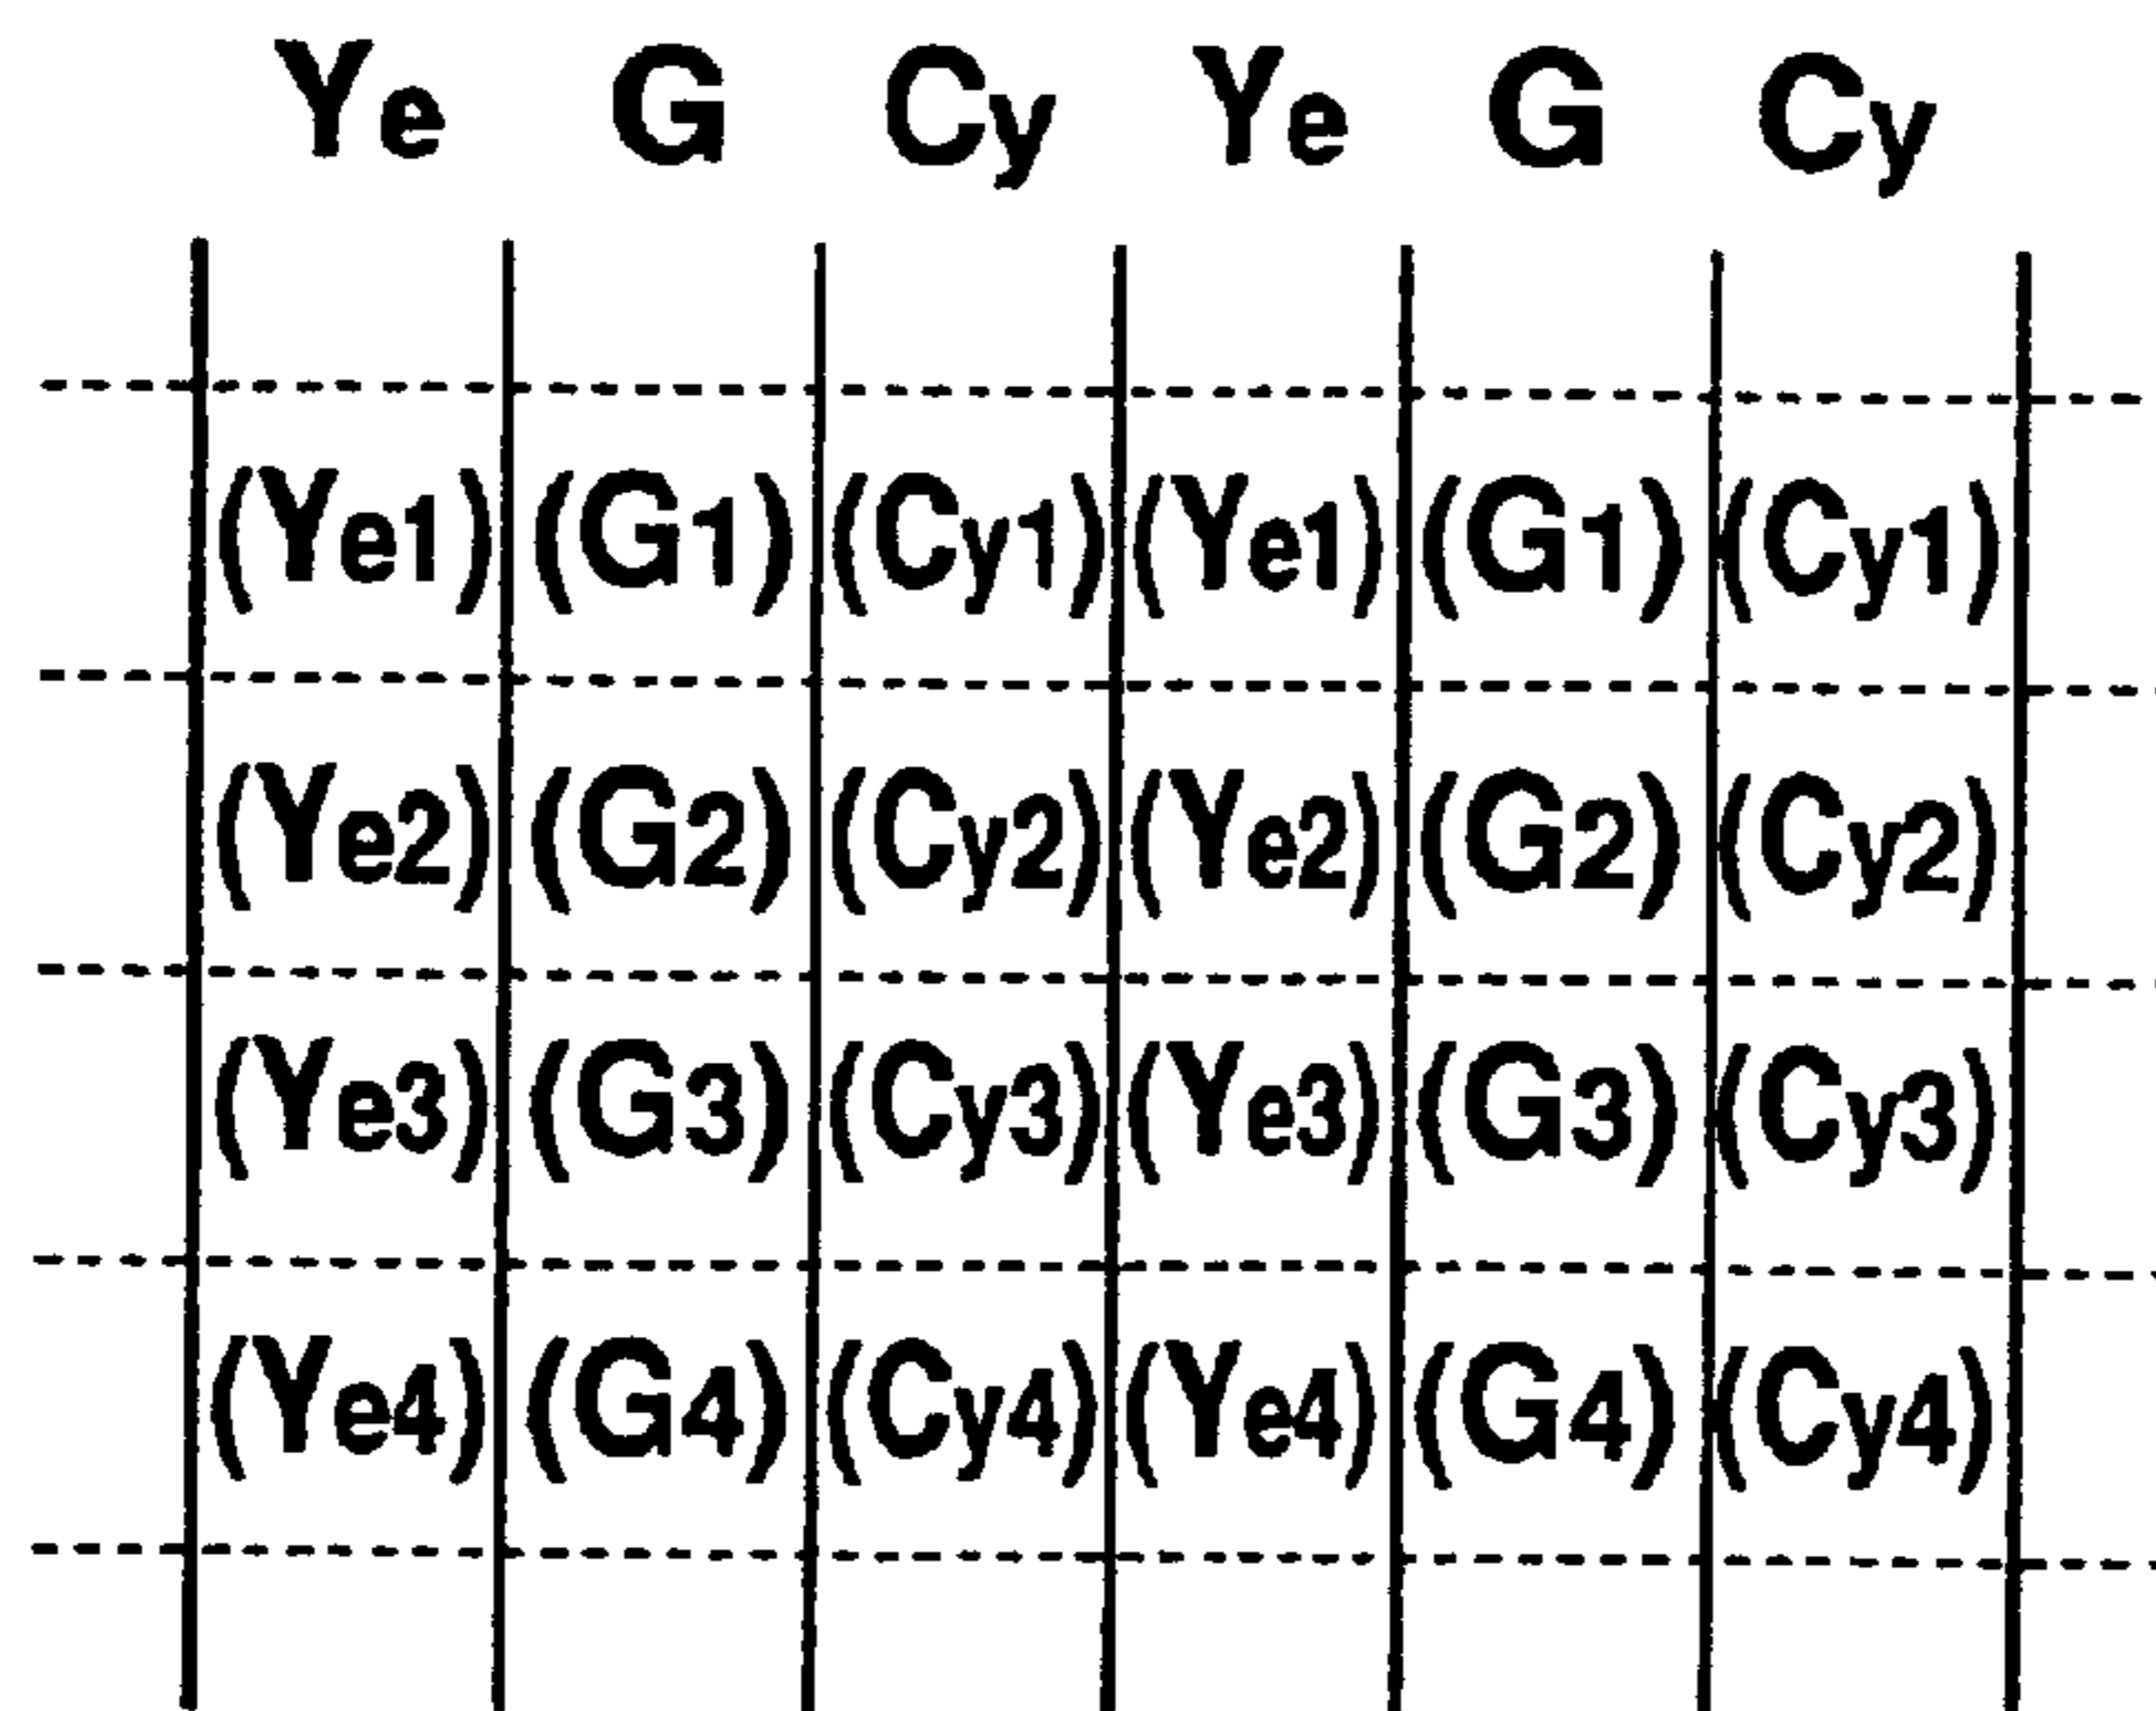 Ye G Cy Ye G Cy
(Ye1) (G1) (Cy1) (Ye1) (G1) (Cy1)
(Ye2) (G2) (Cy2) (Ye2) (G2) (Cy2)
(Ye3) (G3) (Cy3) (Ye3) (G3) (Cy3)
(Ye4) (G4) (Cy4) (Ye4) (G4) (Cy4)